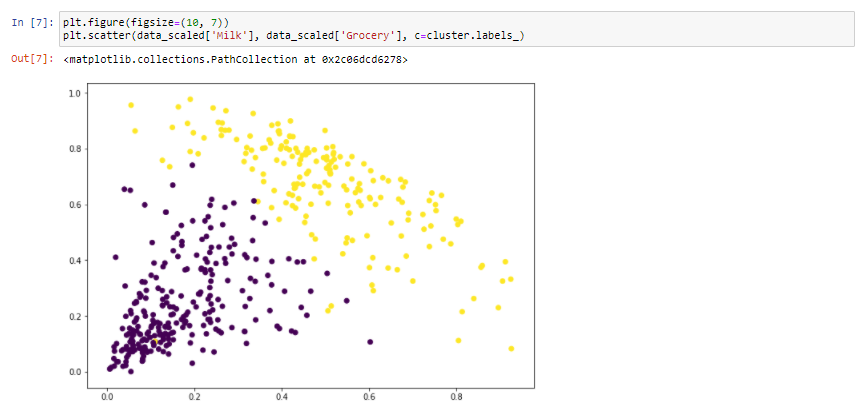 In [7]: plt.figure(figsize=(10, 7))
plt.scatter(data_scaled['Milk'], data_scaled['Grocery'], c=cluster.labels_)
Out[7]: <matplotlib.collections.PathCollection at 0x2c06dcd6278>
1.0
0.8
0.6
0.4
0.2
0.0
0.0 0.2 0.4 0.6 0.8